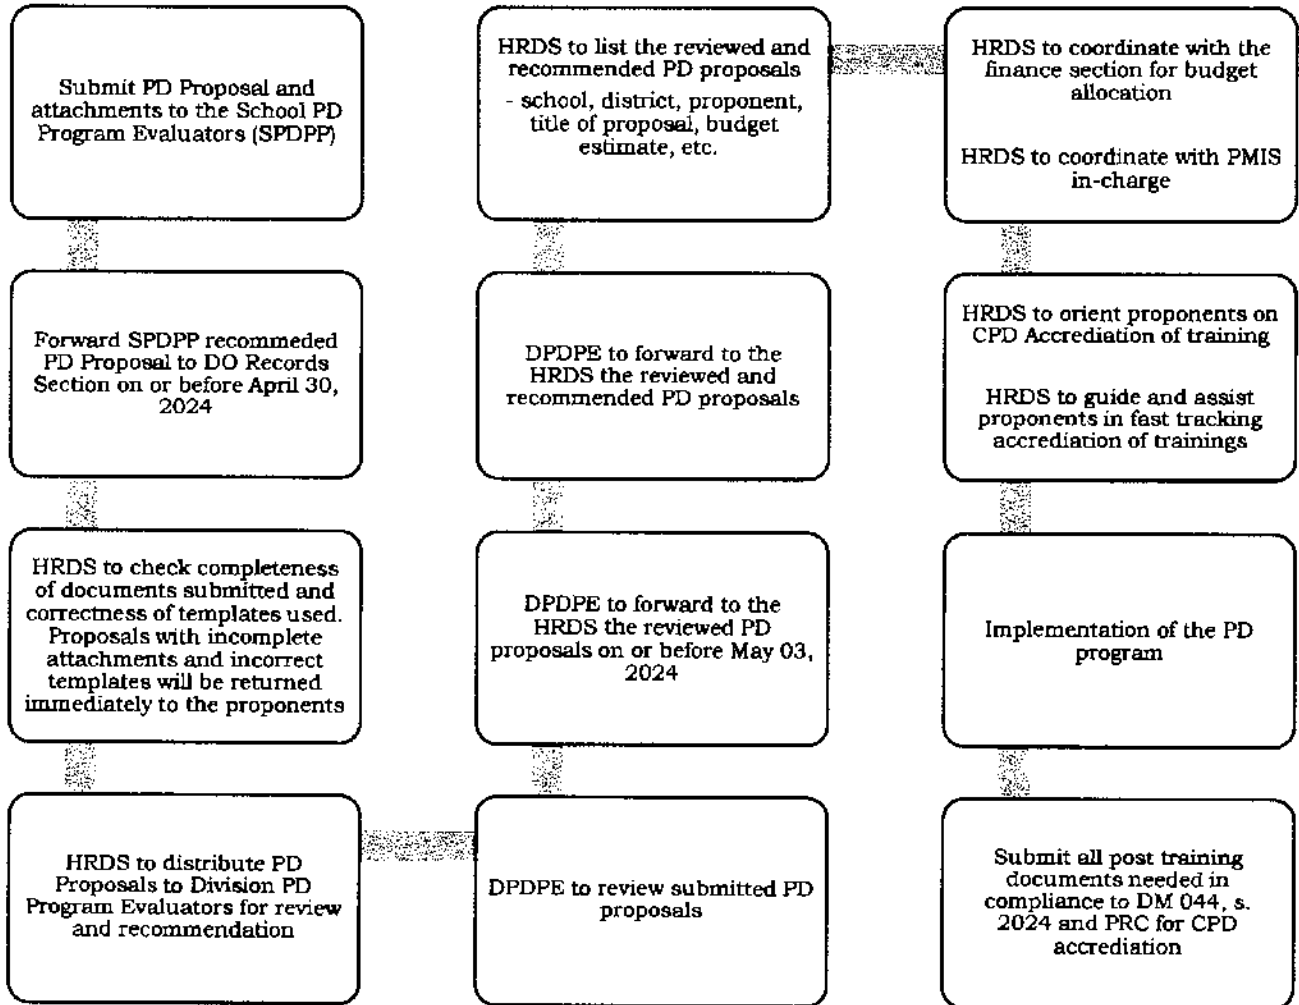 Submit PD Proposal and
attachments to the School PD
Program Evaluators (SPDPP)
Forward SPDPP recommeded
PD Proposal to DO Records
Section on or before April 30,
2024
HRDS to check completeness
of documents submitted and
correctness of templates used.
Proposals with incomplete
attachments and incorrect
templates will be returned
immediately to the proponents
HRDS to distribute PD
Proposals to Division PD
Program Evaluators for review
and recommendation
DPDPE to review submitted PD
proposals
DPDPE to forward to the
HRDS the reviewed PD
proposals on or before May 03,
2024
DPDPE to forward to the
HRDS the reviewed and
recommended PD proposals
HRDS to list the reviewed and
recommended PD proposals
- school, district, proponent,
title of proposal, budget
estimate, etc.
HRDS to coordinate with the
finance section for budget
allocation
HRDS to coordinate with PMIS
in-charge
HRDS to orient proponents on
CPD Accrediation of training
HRDS to guide and assist
proponents in fast tracking
accrediation of trainings
Implementation of the PD
program
Submit all post training
documents needed in
compliance to DM 044, s.
2024 and PRC for CPD
accrediation